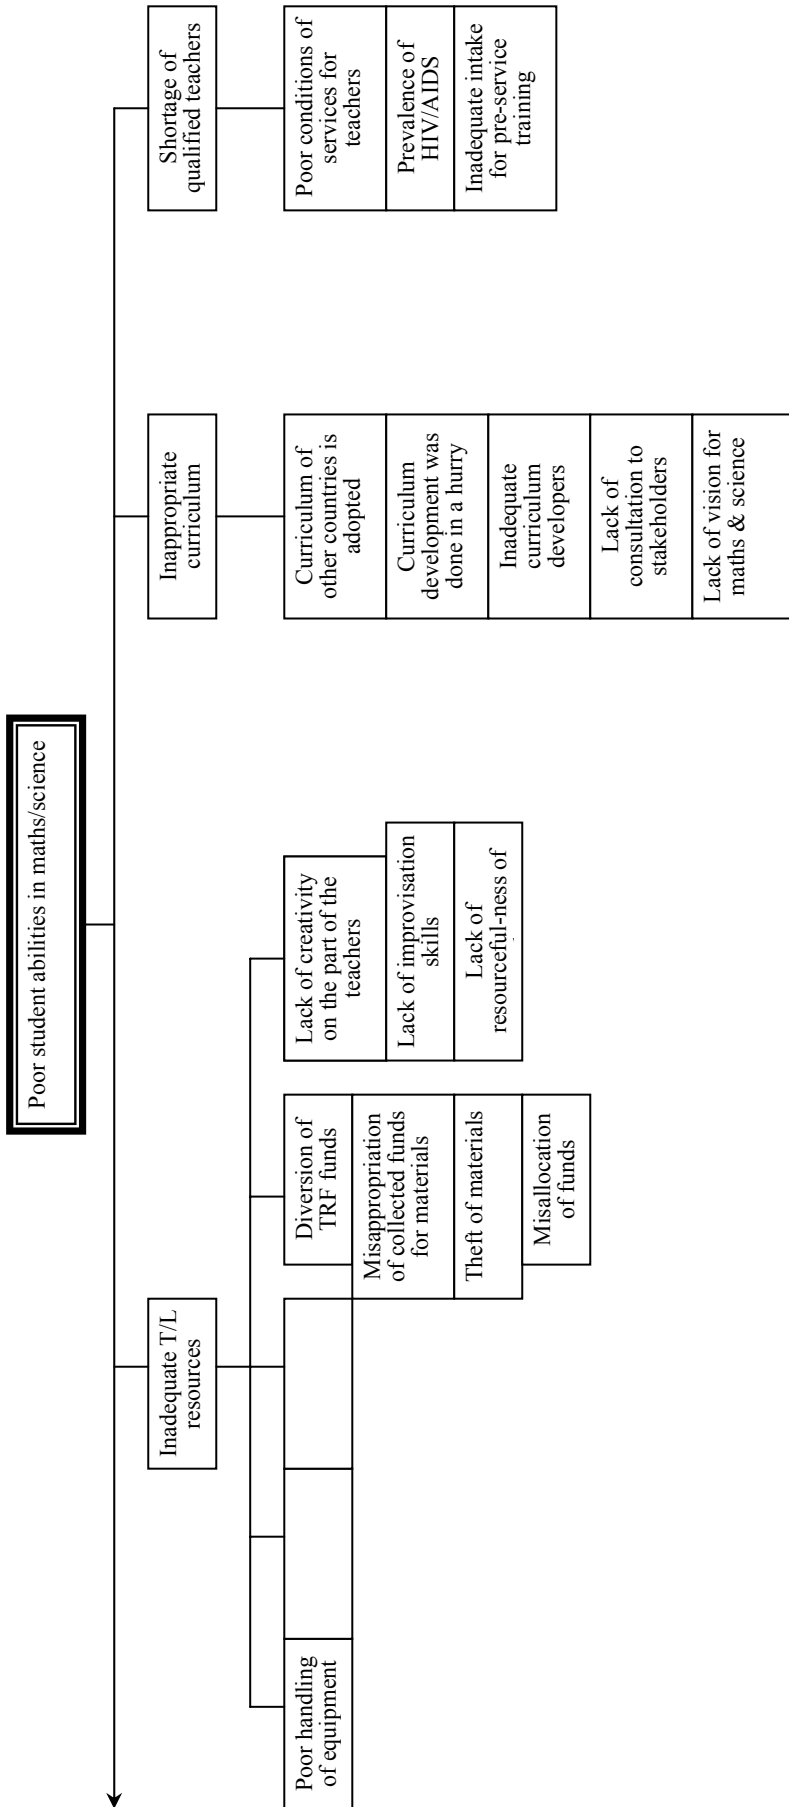 Poor student abilities in maths/science
Inadequate T/L
resources
Inappropriate
curriculum
Shortage of
qualified teachers
Poor handling
of equipment
Diversion of
TRF funds
Misappropriation
of collected funds
for materials
Theft of materials
Misallocation
of funds
Lack of creativity
on the part of the
teachers
Lack of improvisation
skills
Lack of
resourceful-ness of
Curriculum of
other countries is
adopted
Curriculum
development was
done in a hurry
Inadequate
curriculum
developers
Lack of
consultation to
stakeholders
Lack of vision for
maths & science
Poor conditions of
services for
teachers
Prevalence of
HIV/AIDS
Inadequate intake
for pre-service
training